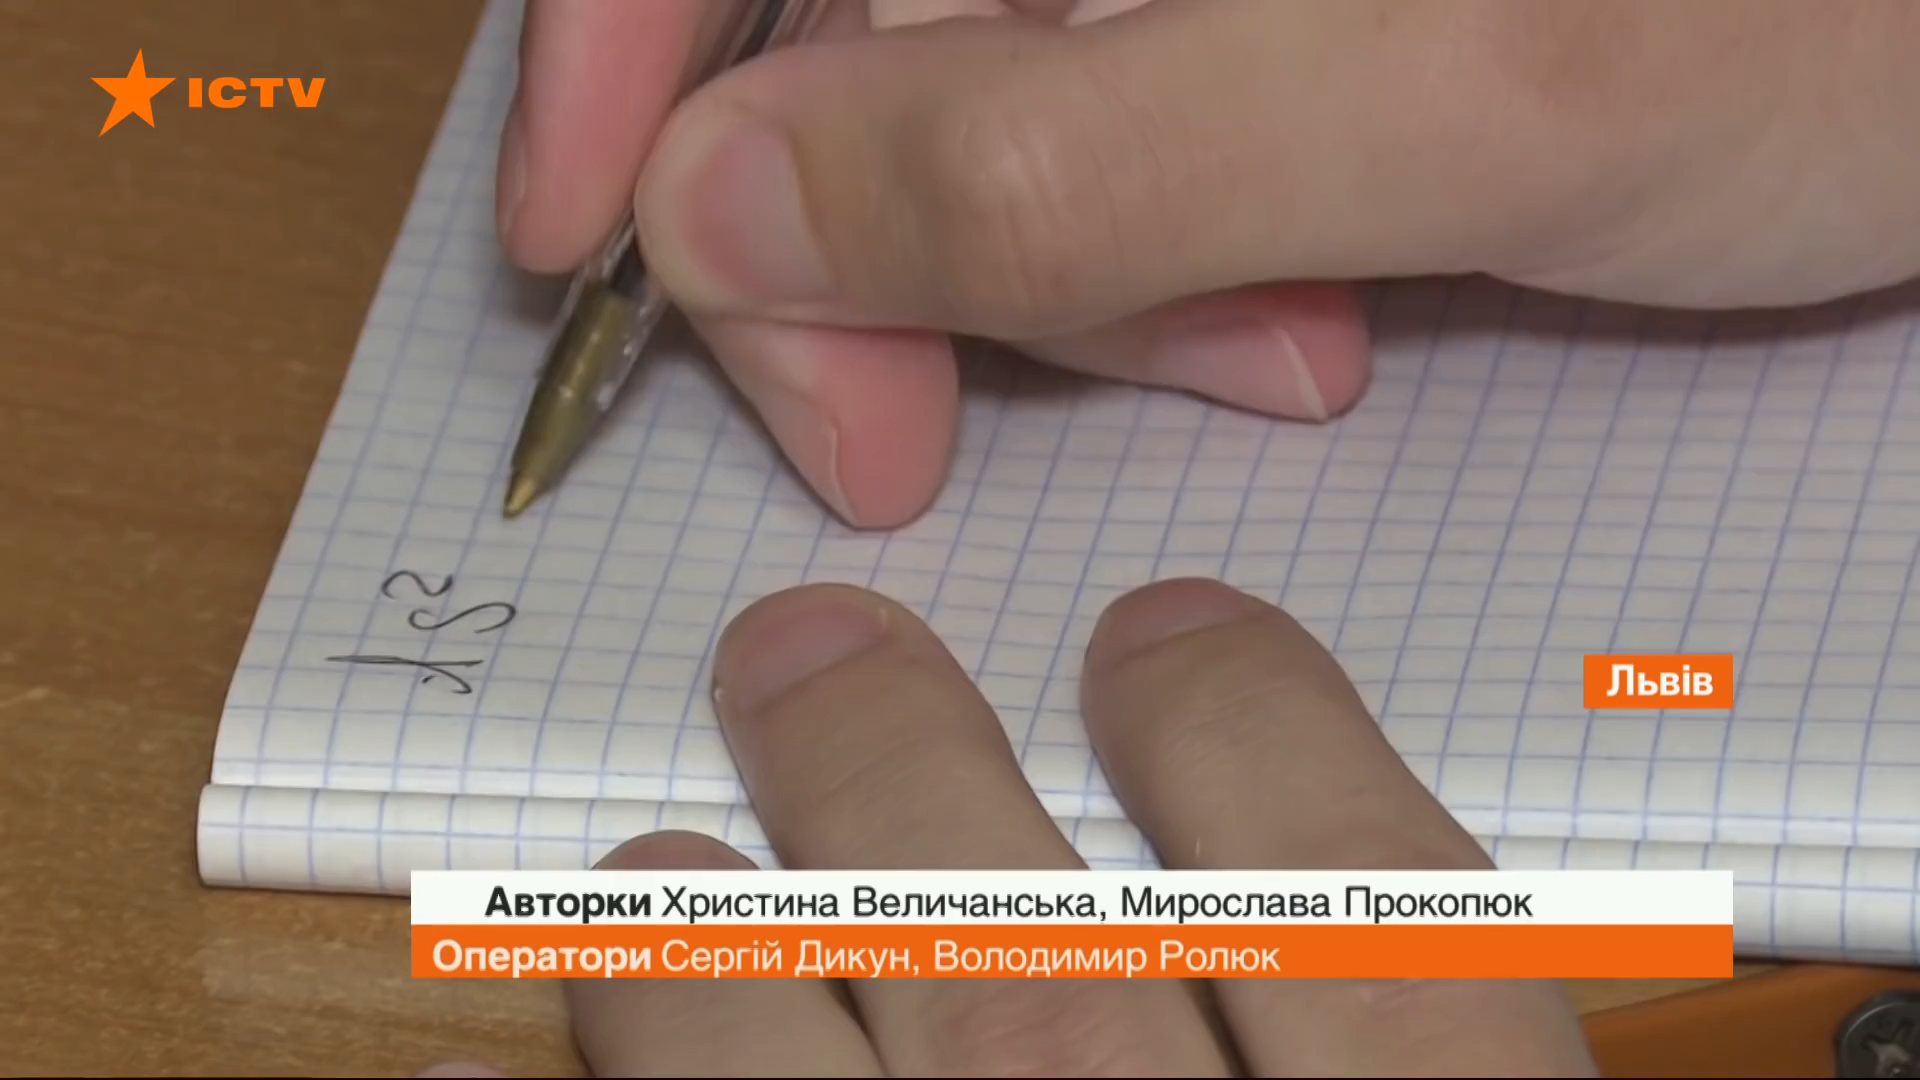 ICTV
Львів
Авторки Христина Величанська, Мирослава Прокопюк
Оператори Сергій Дикун, Володимир Ролюк